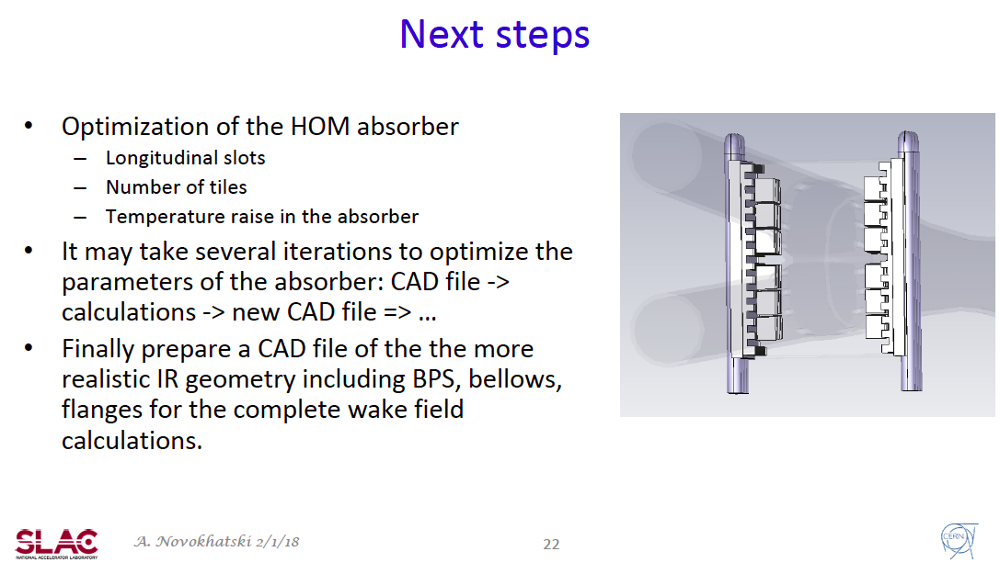 Next steps
• Optimization of the HOM absorber
– Longitudinal slots
– Number of tiles
– Temperature raise in the absorber
• It may take several iterations to optimize the
parameters of the absorber: CAD file ->
calculations -> new CAD file => …
• Finally prepare a CAD file of the the more
realistic IR geometry including BPS, bellows,
flanges for the complete wake field
calculations.
SLAC
NATIONAL ACCELERATOR LABORATORY
A. Novokhatski 2/1/18
22
CERN